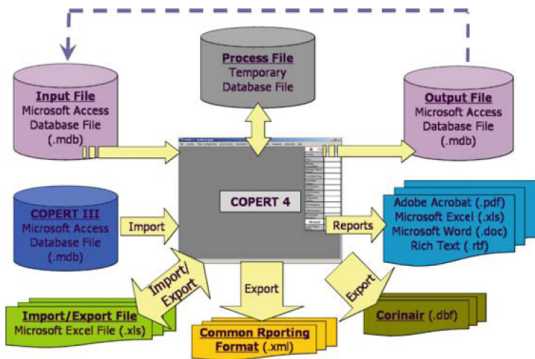 Process File
Temporary
Database File
Input File
Microsoft Access
Database File
(.mdb)
Output File
Microsoft Access
Database File
(.mdb)
COPERT 4
COPERT III
Microsoft Access
Database File
(.mdb)
Import
Reports
Adobe Acrobat (.pdf)
Microsoft Excel (.xls)
Microsoft Word (.doc)
Rich Text (.rtf)
Import/
Export
Export
Export
Import/Export File
Microsoft Excel File (.xls)
Common Rporting
Format (.xml)
Corinair (.dbf)